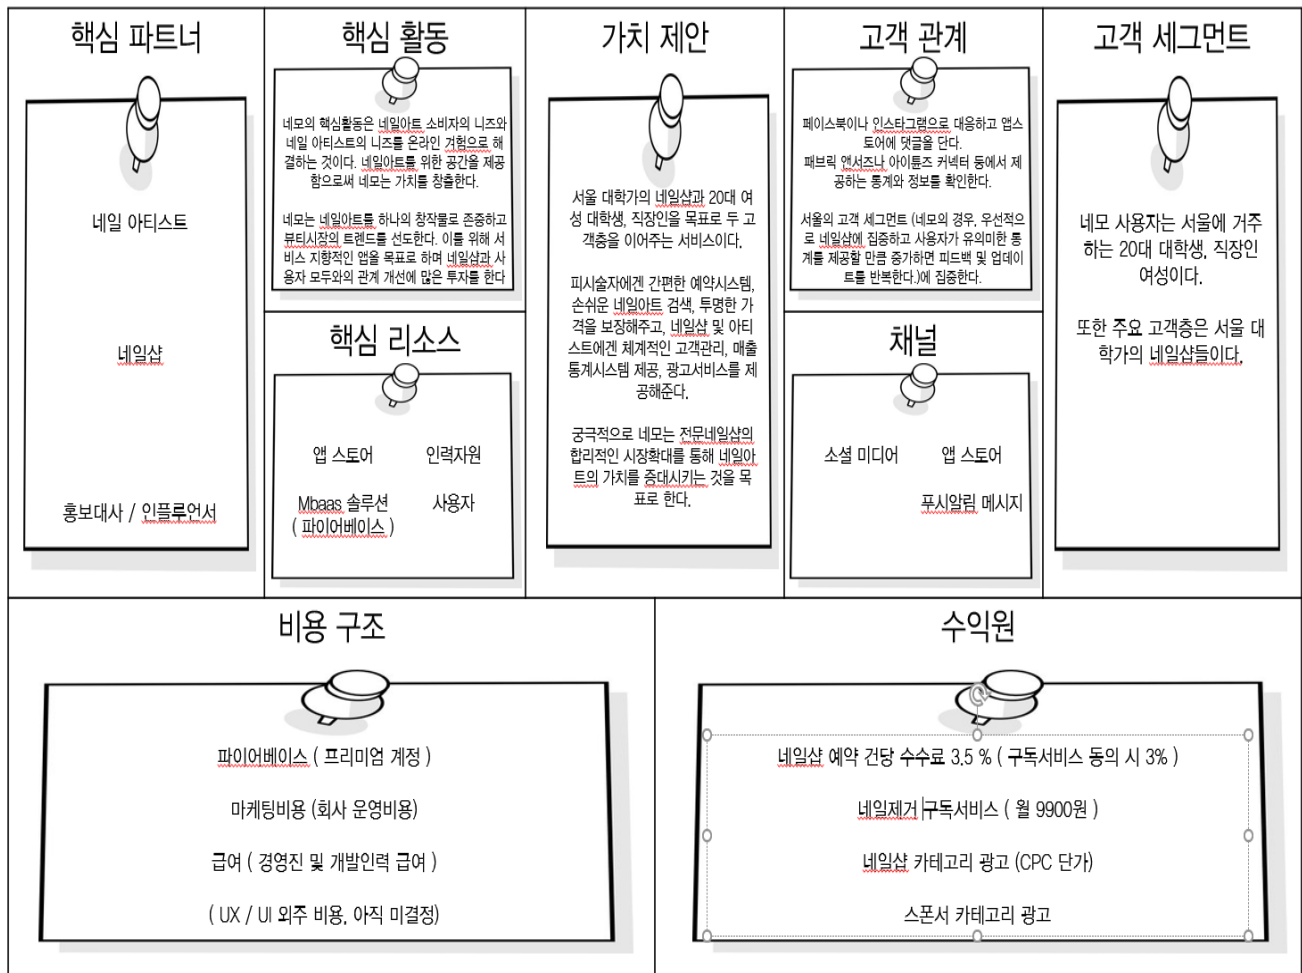 핵심 파트너
네일 아티스트
네일샵
홍보대사 / 인플루언서
핵심 활동
네모의 핵심활동은 네일아트 소비자의 니즈와
네일 아티스트의 니즈를 온라인 겨험으로 해
결하는 것이다. 네일아트를 위한 공간을 제공
함으로써 네모는 가치를 창출한다.
네모는 네일아트를 하나의 창작물로 존중하고
뷰티시장의 트렌드를 선도한다. 이를 위해 서
비스 지향적인 앱을 목표로 하며 네일샵과 사
용자 모두와의 관계 개선에 많은 투자를 한다
핵심 리소스
앱 스토어 인력자원
Mbaas 솔루션 사용자
( 파이어베이스 )
가치 제안
서울 대학가의 네일샵과 20대 여
성 대학생, 직장인을 목표로 두 고
객층을 이어주는 서비스이다.
피시술자에겐 간편한 예약시스템,
손쉬운 네일아트 검색, 투명한 가
격을 보장해주고, 네일샵 및 아티
스트에겐 체계적인 고객관리, 매출
통계시스템 제공, 광고서비스를 제
공해준다.
궁극적으로 네모는 전문네일샵의
합리적인 시장확대를 통해 네일아
트의 가치를 증대시키는 것을 목
표로 한다.
고객 관계
페이스북이나 인스타그램으로 대응하고 앱스
토어에 댓글을 단다.
패브릭 앤서즈나 아이튠즈 커넥터 등에서 제
공하는 통계와 정보를 확인한다.
서울의 고객 세그먼트 (네모의 경우, 우선적으
로 네일샵에 집중하고 사용자가 유의미한 통
계를 제공할 만큼 증가하면 피드백 및 업데이
트를 반복한다.)에 집중한다.
채널
소셜 미디어 앱 스토어
푸시알림 메시지
고객 세그먼트
네모 사용자는 서울에 거주
하는 20대 대학생, 직장인
여성이다.
또한 주요 고객층은 서울 대
학가의 네일샵들이다.
비용 구조
파이어베이스 ( 프리미엄 계정 )
마케팅비용 (회사 운영비용)
급여 ( 경영진 및 개발인력 급여 )
( UX / UI 외주 비용, 아직 미결정)
수익원
네일샵 예약 건당 수수료 3.5 % ( 구독서비스 동의 시 3% )
네일제거 구독서비스 ( 월 9900원 )
네일샵 카테고리 광고 (CPC 단가)
스폰서 카테고리 광고